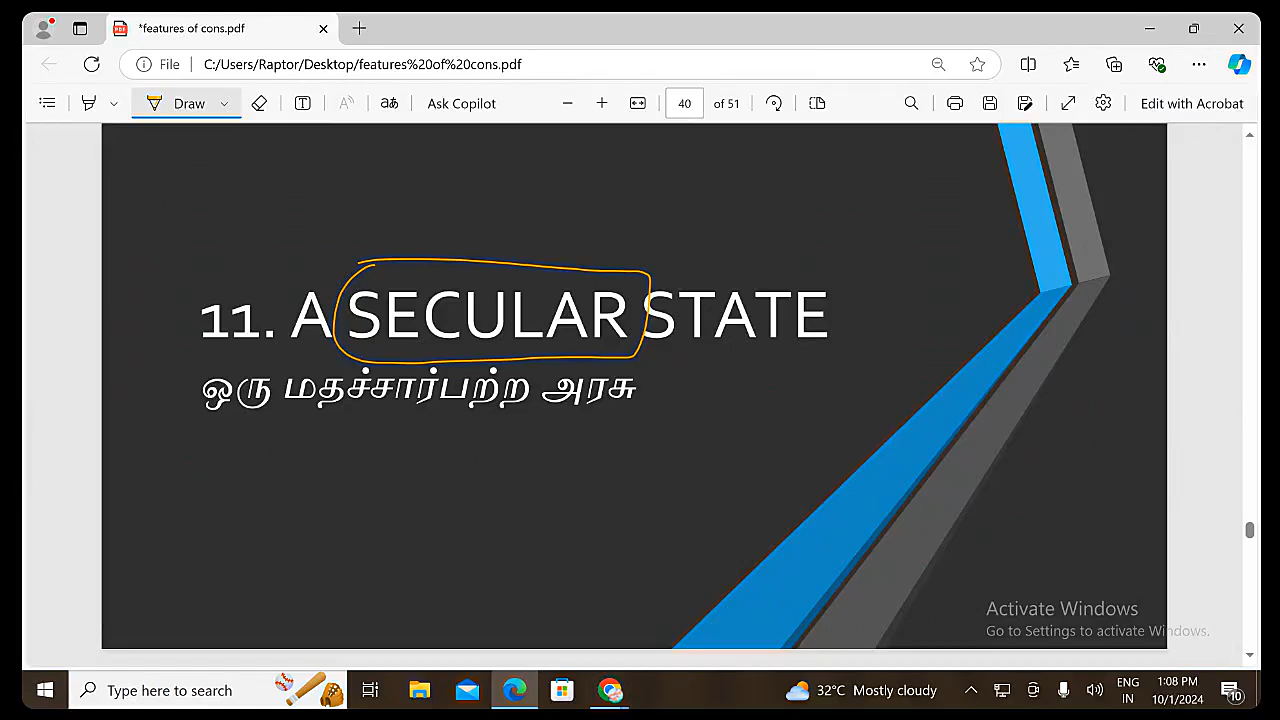 *features of cons.pdf
File
C:/Users/Raptor/Desktop/features%20of%20cons.pdf
Draw
Ask Copilot
40 of 51
Edit with Acrobat
11. A SECULAR STATE
ஒரு மதச்சார்பற்ற அரசு
Activate Windows
Go to Settings to activate Windows.
Type here to search
32°C Mostly cloudy
ENG
IN
1:08 PM
10/1/2024
10